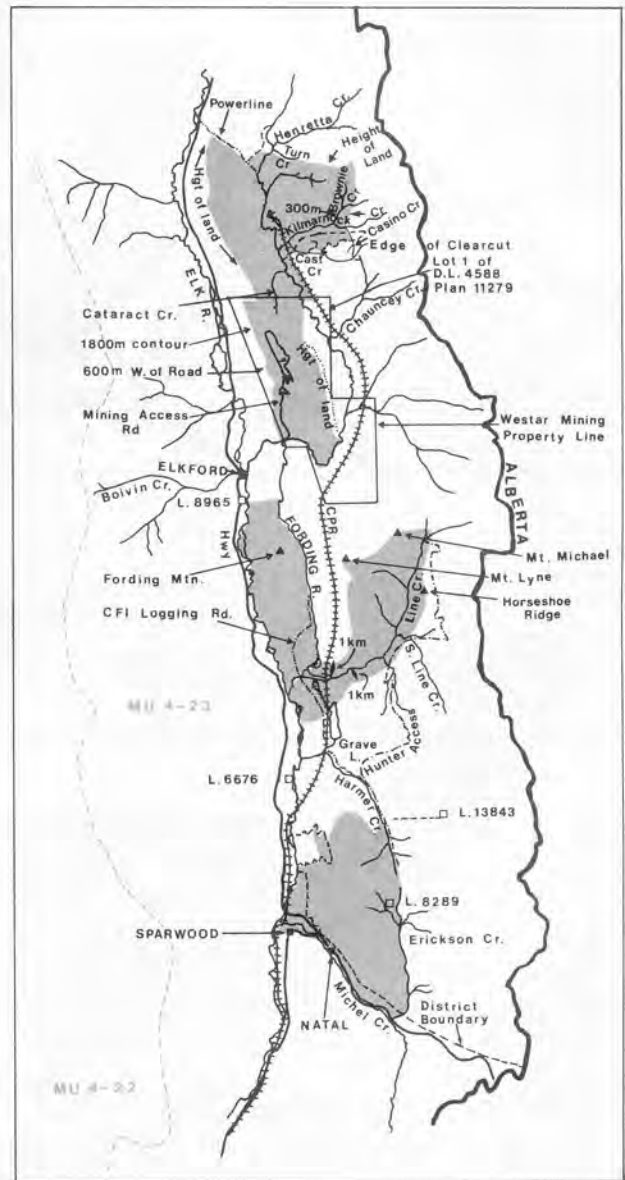 Powerline
Henretta Cr.
Turn
Cr
Height
of
Land
Hgt of land
Brownie
Cr
300m
Kilmarnock
Cr
Casino Cr
Edge of Clearcut
Cast
Cr
Lot 1 of
D.L. 4588
Plan 11279
ELK R.
Chauncey Cr.
Cataract Cr.
1800m contour
Hgt of land
600m W. of Road
Mining Access
Rd
Westar Mining
Property Line
ELKFORD
Boivin Cr.
L. 8965
CPR
ALBERTA
Hwy
FORDING R.
Mt. Michael
Fording Mtn.
Mt. Lyne
Line Cr.
Horseshoe
Ridge
CFI Logging Rd.
1km
1km
S. Line Cr.
MU 4-23
Grave
L.
Hunter Access
L. 6676
Harmer Cr.
L. 13843
L. 8289
SPARWOOD
Erickson Cr.
NATAL
Michel Cr.
District
Boundary
MU 4-22